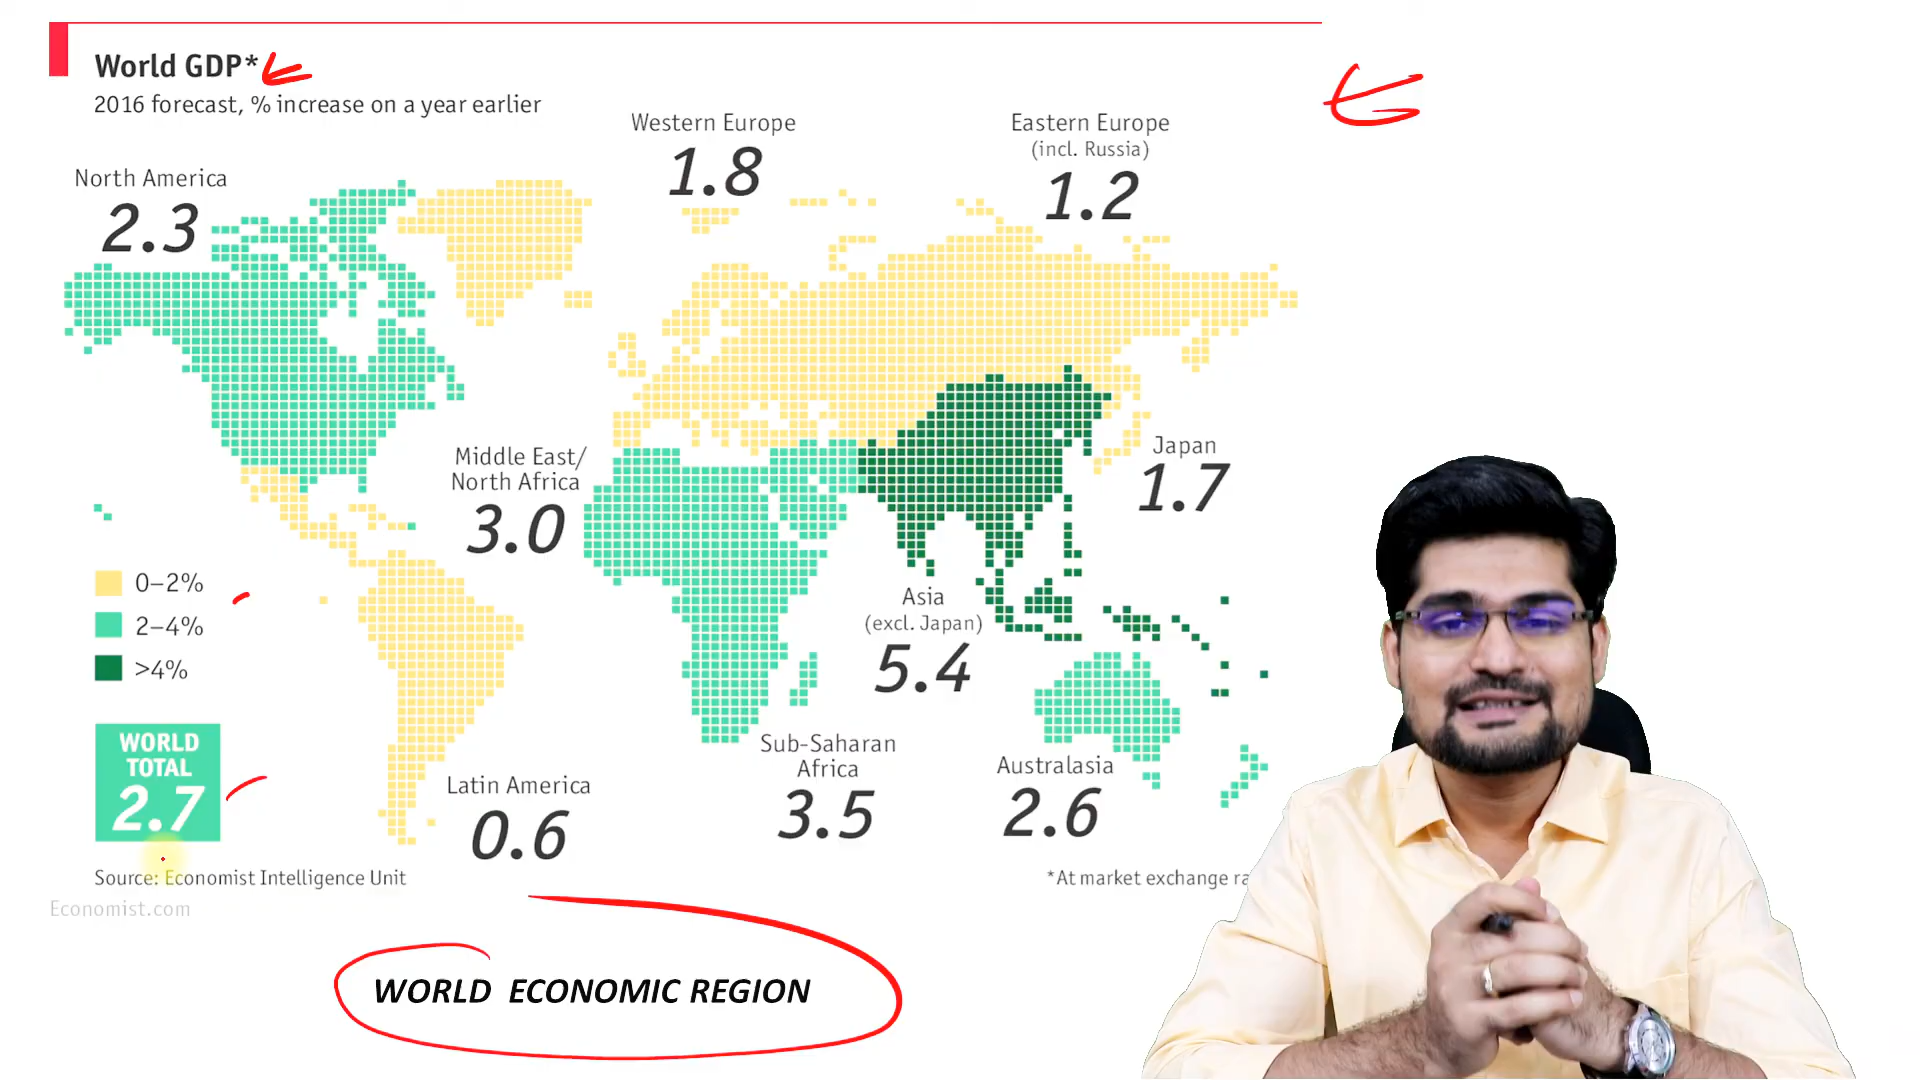 World GDP*
2016 forecast, % increase on a year earlier
Western Europe
1.8
Eastern Europe
(incl. Russia)
1.2
North America
2.3
Middle East/
North Africa
3.0
Japan
1.7
0–2%
2–4%
>4%
Asia
(excl. Japan)
5.4
WORLD
TOTAL
2.7
Latin America
0.6
Sub-Saharan
Africa
3.5
Australasia
2.6
Source: Economist Intelligence Unit
*At market exchange
Economist.com
WORLD ECONOMIC REGION